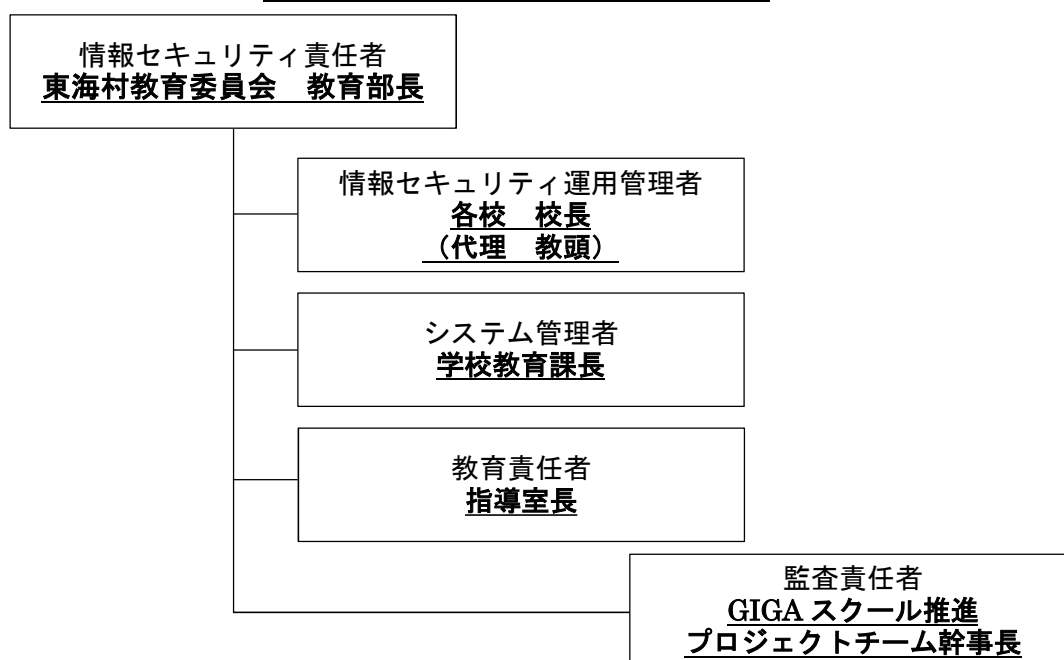 情報セキュリティ責任者
東海村教育委員会　教育部長
情報セキュリティ運用管理者
各校　校長
（代理　教頭）
システム管理者
学校教育課長
教育責任者
指導室長
監査責任者
GIGA スクール推進
プロジェクトチーム幹事長